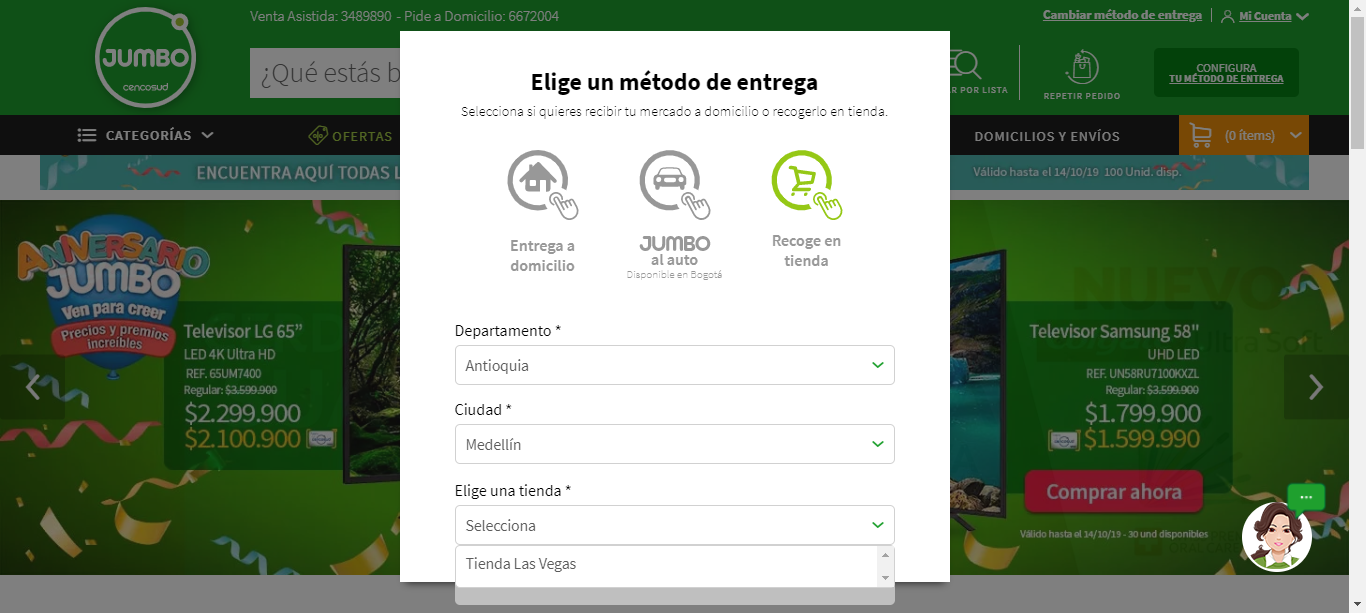 Venta Asistida: 3489890 - Pide a Domicilio: 6672004
Cambiar método de entrega
Mi Cuenta
JUMBO
cencosud
¿Qué estás b
R POR LISTA
REPETIR PEDIDO
CONFIGURA
TU MÉTODO DE ENTREGA
CATEGORÍAS
OFERTAS
DOMICILIOS Y ENVÍOS
(0 ítems)
ENCUENTRA AQUÍ TODAS L
Válido hasta el 14/10/19 100 Unid. disp.
Elige un método de entrega
Selecciona si quieres recibir tu mercado a domicilio o recogerlo en tienda.
Entrega a
domicilio
JUMBO
al auto
Disponible en Bogotá
Recoge en
tienda
Departamento *
Antioquia
Ciudad *
Medellín
Elige una tienda *
Selecciona
Tienda Las Vegas
ANIVERSARIO
JUMBO
Ven para creer
Precios y premios
increíbles
Televisor LG 65”
LED 4K Ultra HD
REF. 65UM7400
Regular: $3.599.900
$2.299.900
$2.100.900
NUEVO
Ultra Soft
Televisor Samsung 58"
UHD LED
REF. UN58RU7100KXZL
Regular: $3.599.900
$1.799.900
$1.599.990
Comprar ahora
Válido hasta el 14/10/19 - 30 und disponibles